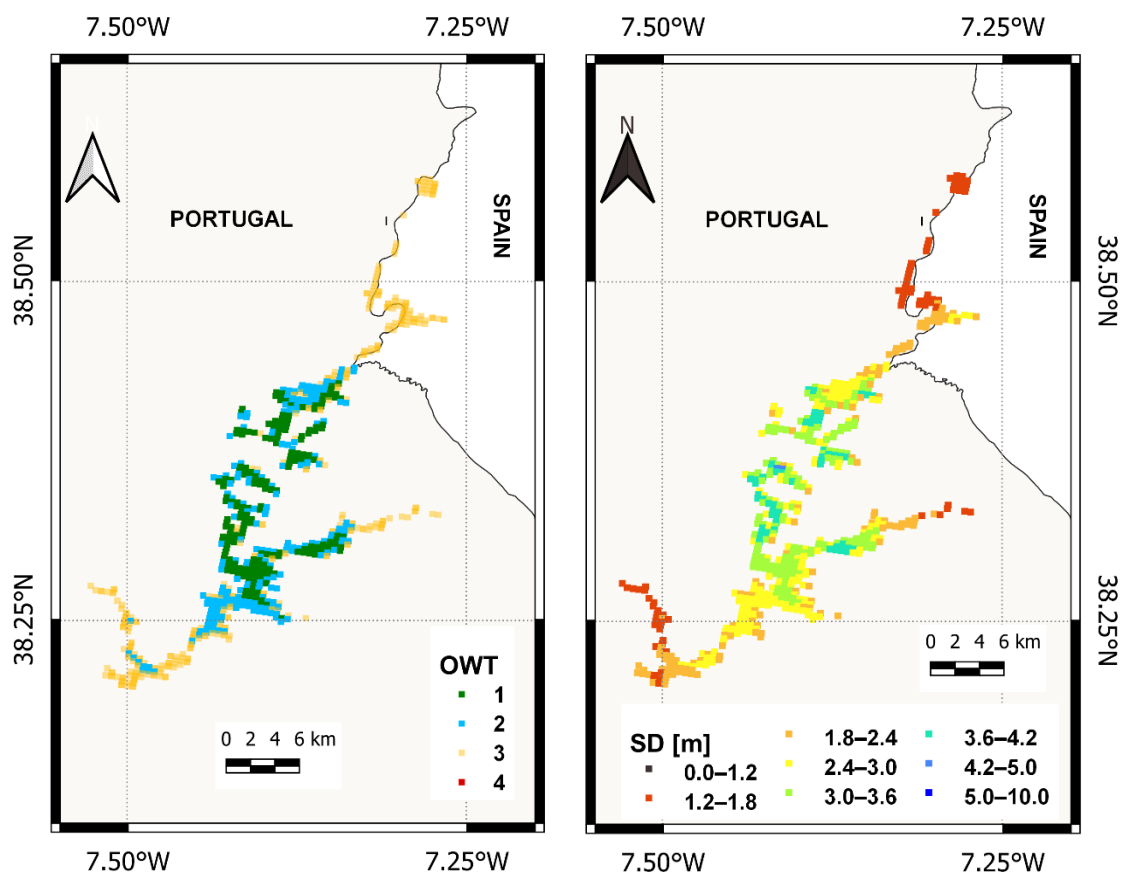 7.50°W 7.25°W 7.50°W 7.25°W
N N
PORTUGAL SPAIN PORTUGAL SPAIN
38.50°N 38.50°N
38.25°N 38.25°N
OWT
1
2
3
4
0 2 4 6 km
0 2 4 6 km
SD [m]
0.0–1.2
1.2–1.8
1.8–2.4
2.4–3.0
3.0–3.6
3.6–4.2
4.2–5.0
5.0–10.0
7.50°W 7.25°W 7.50°W 7.25°W